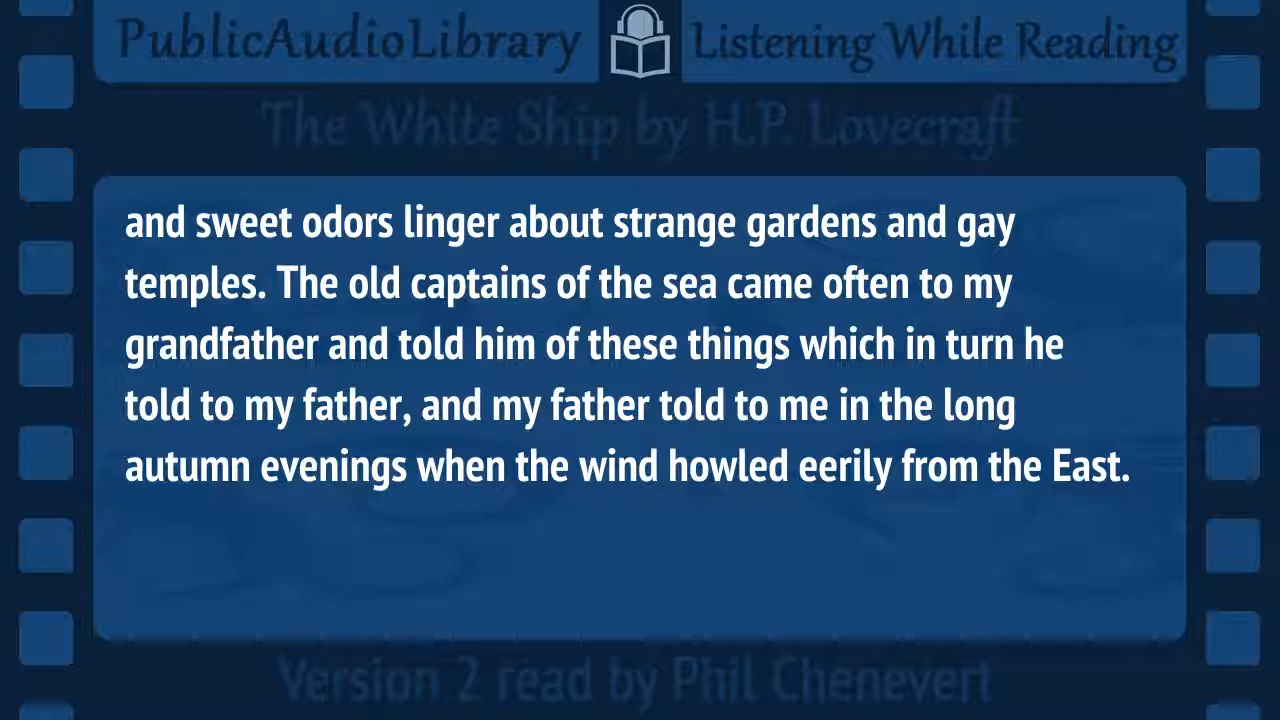 PublicAudioLibrary Listening While Reading
The White Ship by H.P. Lovecraft
and sweet odors linger about strange gardens and gay
temples. The old captains of the sea came often to my
grandfather and told him of these things which in turn he
told to my father, and my father told to me in the long
autumn evenings when the wind howled eerily from the East.
Version 2 read by Phil Chenevert